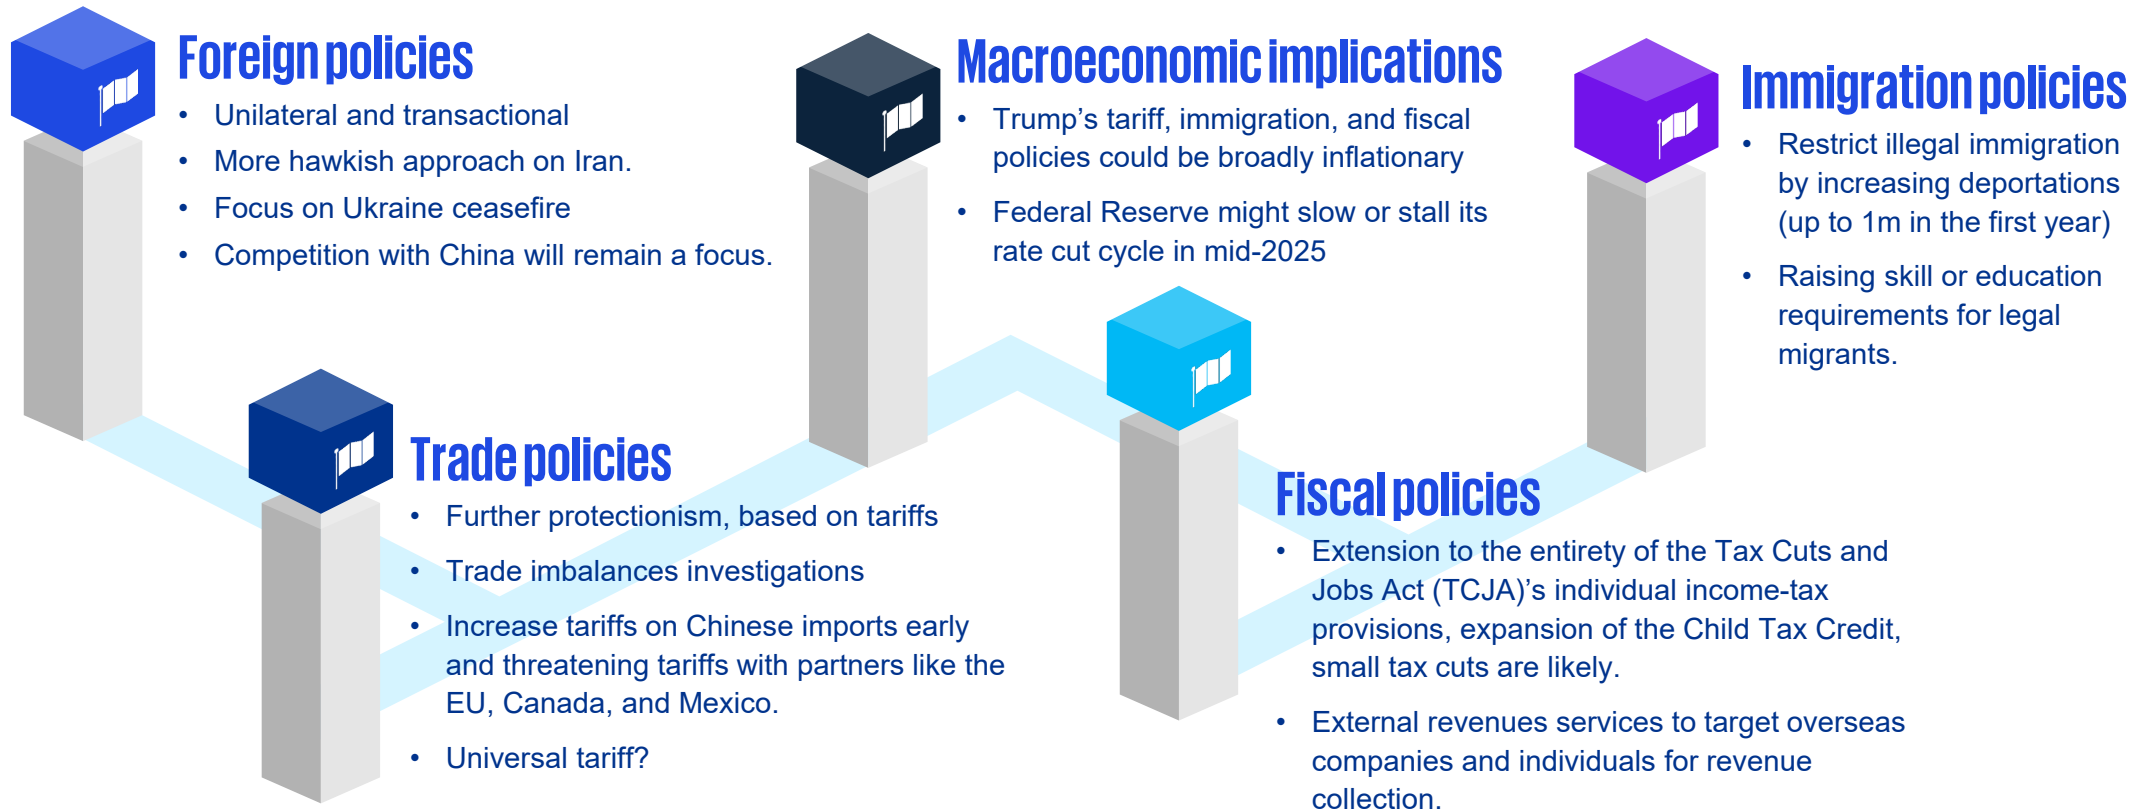 Foreign policies
• Unilateral and transactional
• More hawkish approach on Iran.
• Focus on Ukraine ceasefire
• Competition with China will remain a focus.
Trade policies
• Further protectionism, based on tariffs
• Trade imbalances investigations
• Increase tariffs on Chinese imports early
and threatening tariffs with partners like the
EU, Canada, and Mexico.
• Universal tariff?
Macroeconomic implications
• Trump’s tariff, immigration, and fiscal
policies could be broadly inflationary
• Federal Reserve might slow or stall its
rate cut cycle in mid-2025
Fiscal policies
• Extension to the entirety of the Tax Cuts and
Jobs Act (TCJA)’s individual income-tax
provisions, expansion of the Child Tax Credit,
small tax cuts are likely.
• External revenues services to target overseas
companies and individuals for revenue
collection.
Immigration policies
• Restrict illegal immigration
by increasing deportations
(up to 1m in the first year)
• Raising skill or education
requirements for legal
migrants.